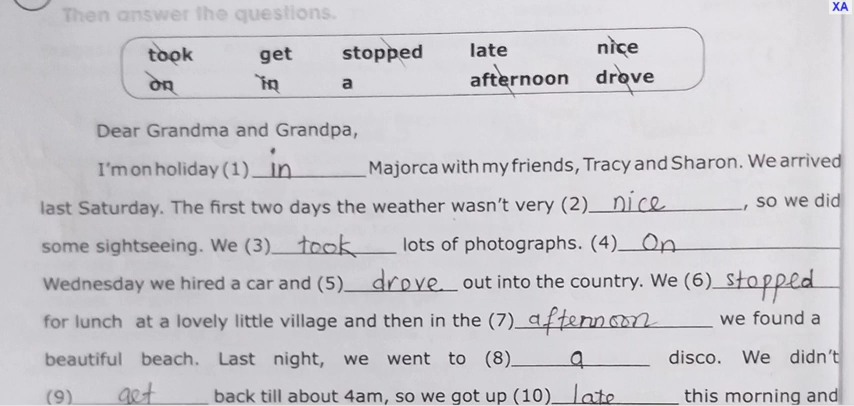 XA
Then answer the questions.
took get stopped late nice
on in a afternoon drove
Dear Grandma and Grandpa,
I'm on holiday (1) in Majorca with my friends, Tracy and Sharon. We arrived
last Saturday. The first two days the weather wasn't very (2) nice, so we did
some sightseeing. We (3) took lots of photographs. (4) On
Wednesday we hired a car and (5) drove out into the country. We (6) stopped
for lunch at a lovely little village and then in the (7) afternoon we found a
beautiful beach. Last night, we went to (8) a disco. We didn't
(9) get back till about 4am, so we got up (10) late this morning and